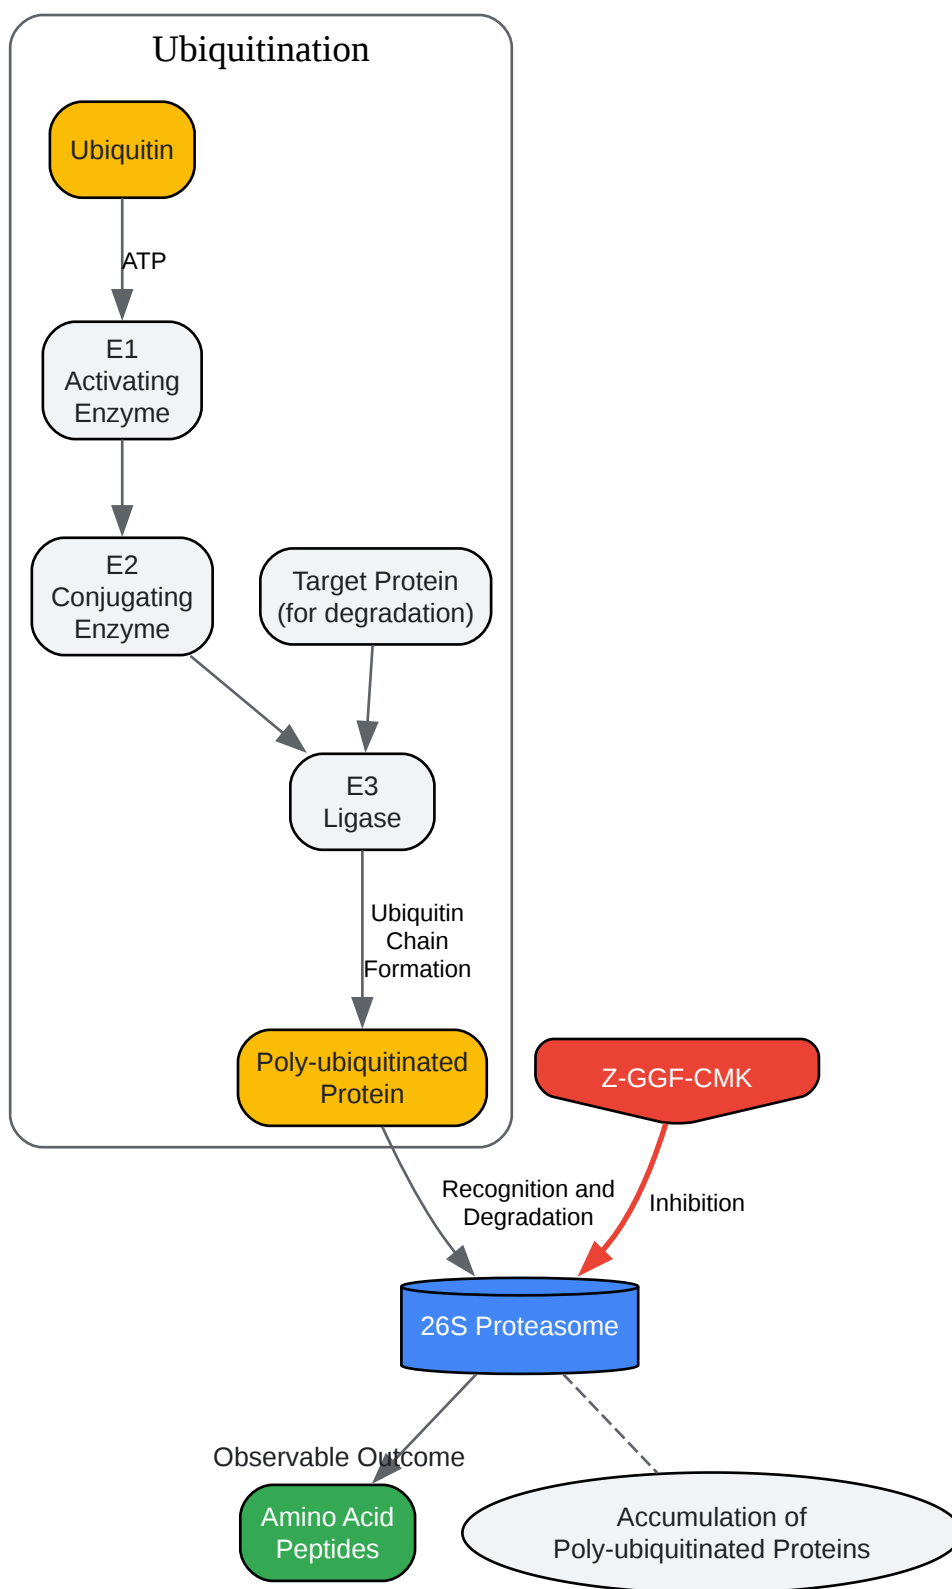 Ubiquitination
Ubiquitin
ATP
E1
Activating
Enzyme
E2
Conjugating
Enzyme
Target Protein
(for degradation)
E3
Ligase
Ubiquitin
Chain
Formation
Poly-ubiquitinated
Protein
Z-GGF-CMK
Recognition and
Degradation
Inhibition
26S Proteasome
Observable Outcome
Amino Acid
Peptides
Accumulation of
Poly-ubiquitinated Proteins